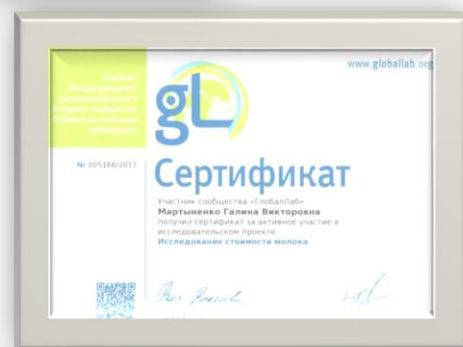 www.globallab.org
gL
№ 005166/2017
Сертификат
Участник сообщества «ГлобалЛаб»
Мартыненко Галина Викторовна
получил сертификат за активное участие в
исследовательском проекте
Исследование стоимости молока